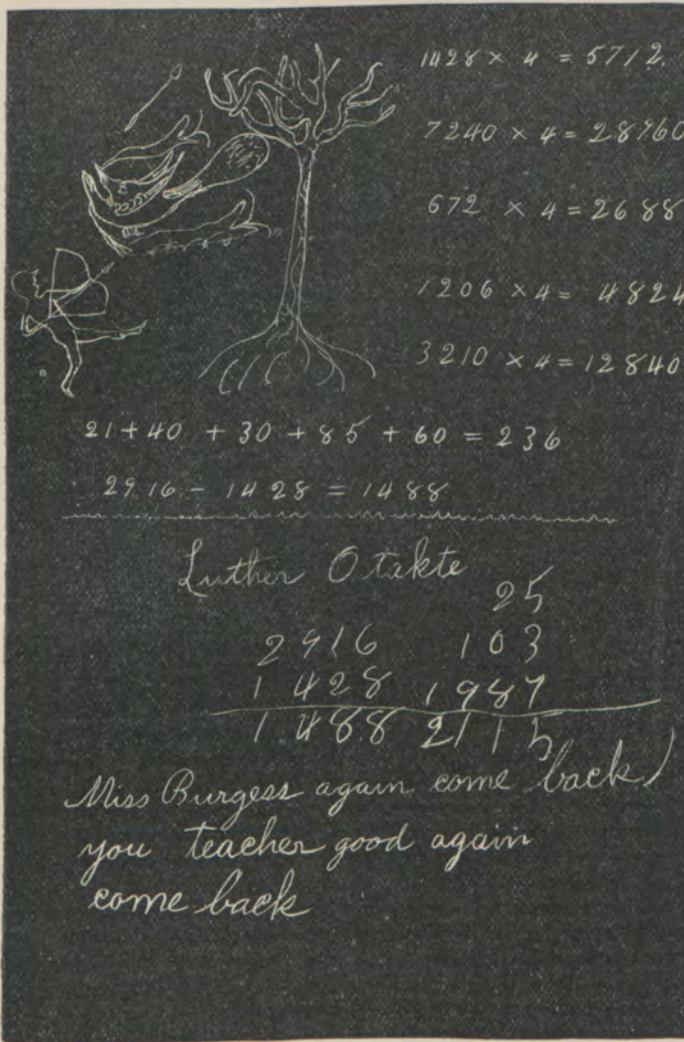 1428 × 4 = 5712.
7240 × 4 = 28960
672 × 4 = 2688
1206 × 4 = 4824
3210 × 4 = 12840
21 + 40 + 30 + 85 + 60 = 236
2916 - 1428 = 1488
Luther Otakte
25
2916 103
1428 1987
1488 2115
Miss Burgess again come back)
you teacher good again
come back